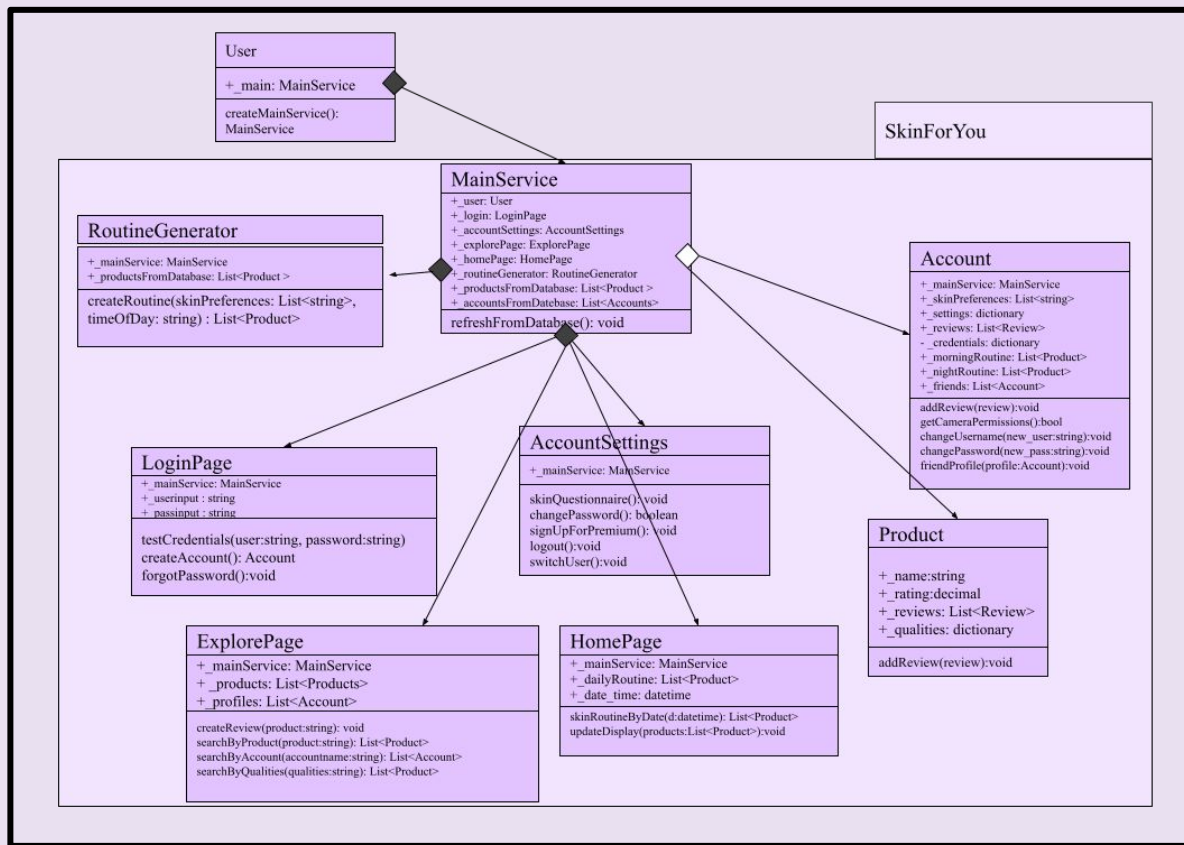 User
+_main: MainService
createMainService():
MainService
SkinForYou
MainService
+_user: User
+_login: LoginPage
+_accountSettings: AccountSettings
+_explorePage: ExplorePage
+_homePage: HomePage
+_routineGenerator: RoutineGenerator
+_productsFromDatabase: List<Product >
+_accountsFromDatebase: List<Accounts>
refreshFromDatabase(): void
RoutineGenerator
+_mainService: MainService
+_productsFromDatabase: List<Product >
createRoutine(skinPreferences: List<string>,
timeOfDay: string) : List<Product>
Account
+_mainService: MainService
+_skinPreferences: List<string>
+_settings: dictionary
+_reviews: List<Review>
- _credentials: dictionary
+_morningRoutine: List<Product>
+_nightRoutine: List<Product>
+_friends: List<Account>
addReview(review):void
getCameraPermissions():bool
changeUsername(new_user:string):void
changePassword(new_pass:string):void
friendProfile(profile:Account):void
LoginPage
+_mainService: MainService
+_userinput : string
+_passinput : string
testCredentials(user:string, password:string)
createAccount(): Account
forgotPassword():void
AccountSettings
+_mainService: MainService
skinQuestionnaire(): void
changePassword(): boolean
signUpForPremium(): void
logout():void
switchUser():void
Product
+_name:string
+_rating:decimal
+_reviews: List<Review>
+_qualities: dictionary
addReview(review):void
ExplorePage
+_mainService: MainService
+ _products: List<Products>
+_profiles: List<Account>
createReview(product:string): void
searchByProduct(product:string): List<Product>
searchByAccount(accountname:string): List<Account>
searchByQualities(qualities:string): List<Product>
HomePage
+_mainService: MainService
+_dailyRoutine: List<Product>
+_date_time: datetime
skinRoutineByDate(d:datetime): List<Product>
updateDisplay(products:List<Product>):void